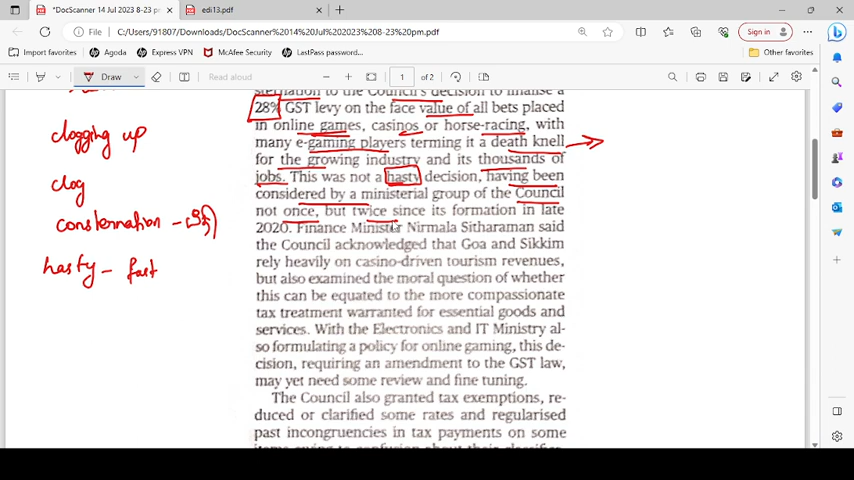 *DocScanner 14 Jul 2023 8-23 pr
edi13.pdf
File
C:/Users/91807/Downloads/DocScanner%2014%20Jul%202023%208-23%20pm.pdf
Sign in
Import favorites
Agoda
Express VPN
McAfee Security
LastPass password...
Other favorites
Draw
Read aloud
1
of 2
sternation to the Council's decision to finalise a
28% GST levy on the face value of all bets placed
in online games, casinos or horse-racing, with
many e-gaming players terming it a death knell
for the growing industry and its thousands of
jobs. This was not a hasty decision, having been
considered by a ministerial group of the Council
not once, but twice since its formation in late
2020. Finance Minister Nirmala Sitharaman said
the Council acknowledged that Goa and Sikkim
rely heavily on casino-driven tourism revenues,
but also examined the moral question of whether
this can be equated to the more compassionate
tax treatment warranted for essential goods and
services. With the Electronics and IT Ministry al-
so formulating a policy for online gaming, this de-
cision, requiring an amendment to the GST law,
may yet need some review and fine tuning.
The Council also granted tax exemptions, re-
duced or clarified some rates and regularised
past incongruencies in tax payments on some
clogging up
clog
consternation -
hasty - fast